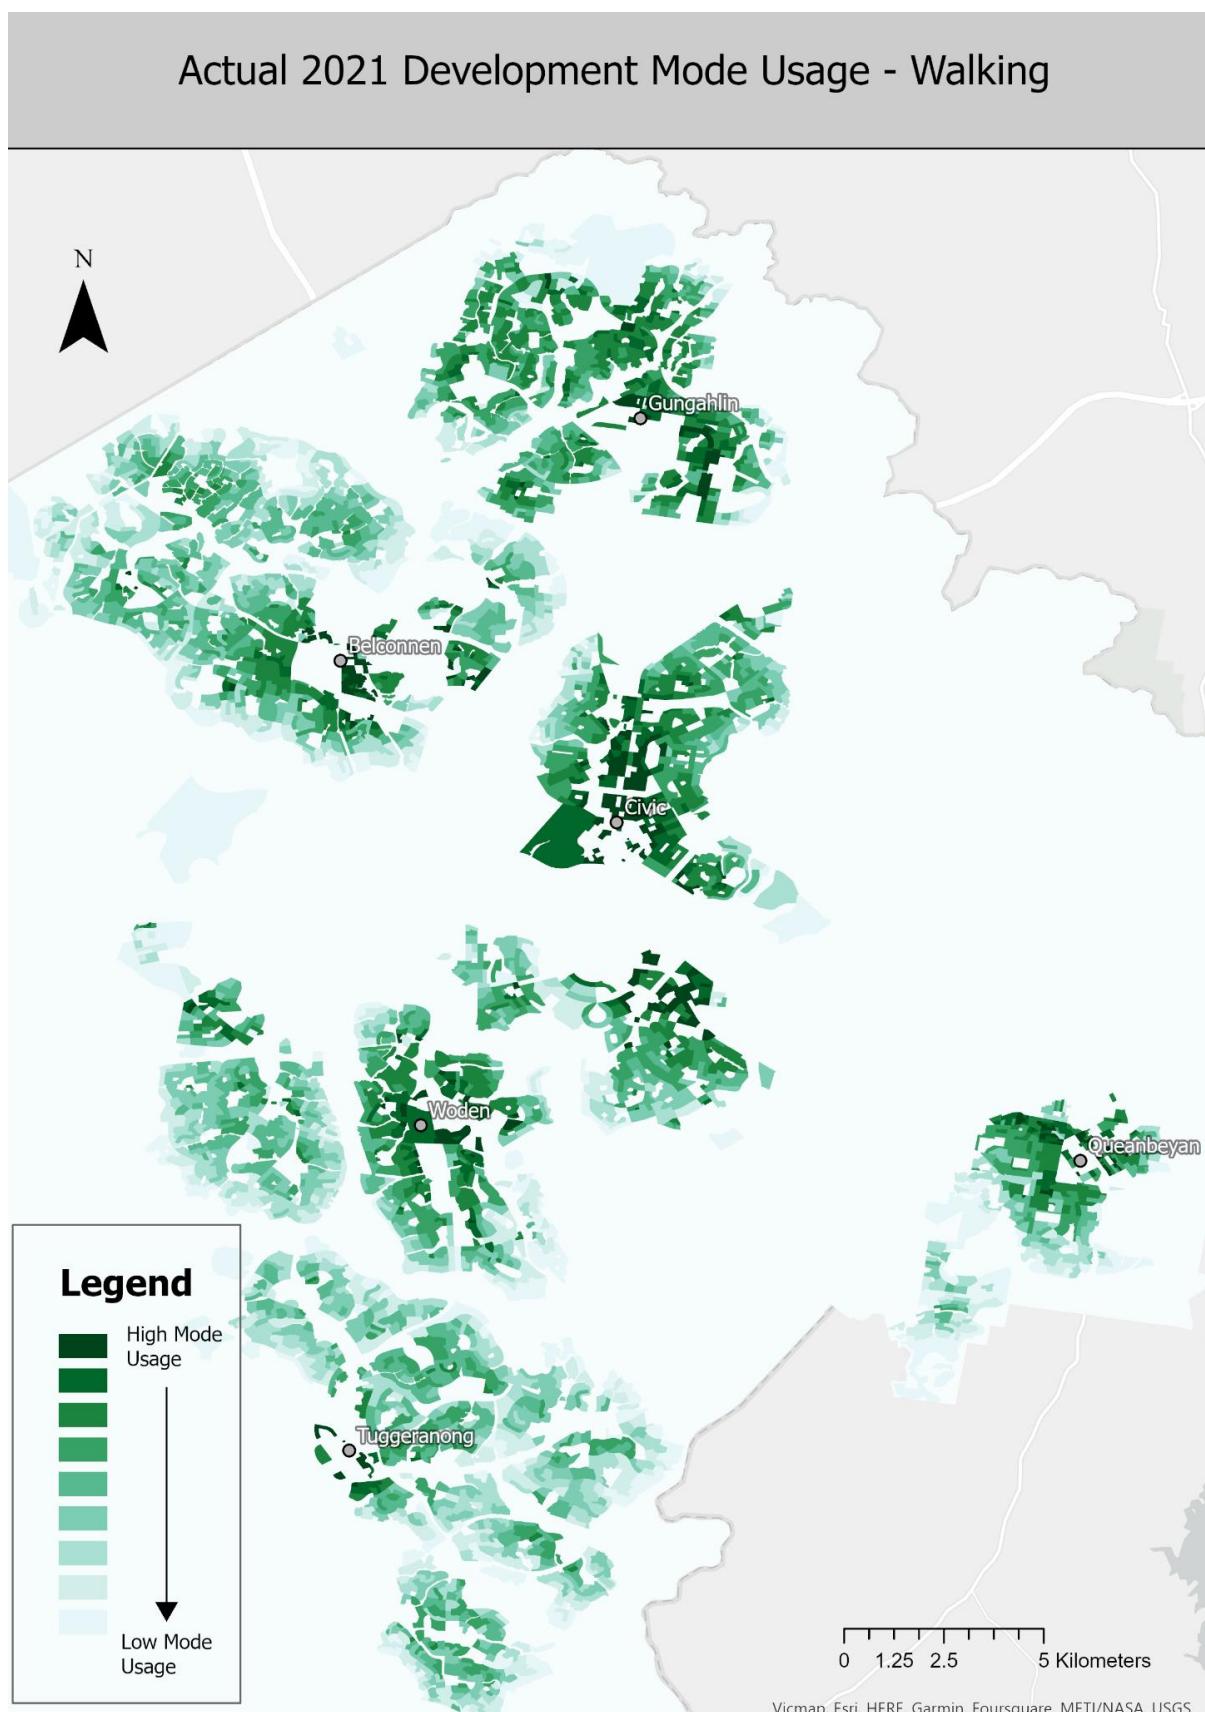 Actual 2021 Development Mode Usage - Walking
N
Gungahlin
Belconnen
Civic
Woden
Queanbeyan
Tuggeranong
Legend
High Mode
Usage
Low Mode
Usage
0 1.25 2.5 5 Kilometers
Vicmap, Esri, HERE, Garmin, Foursquare, METI/NASA, USGS